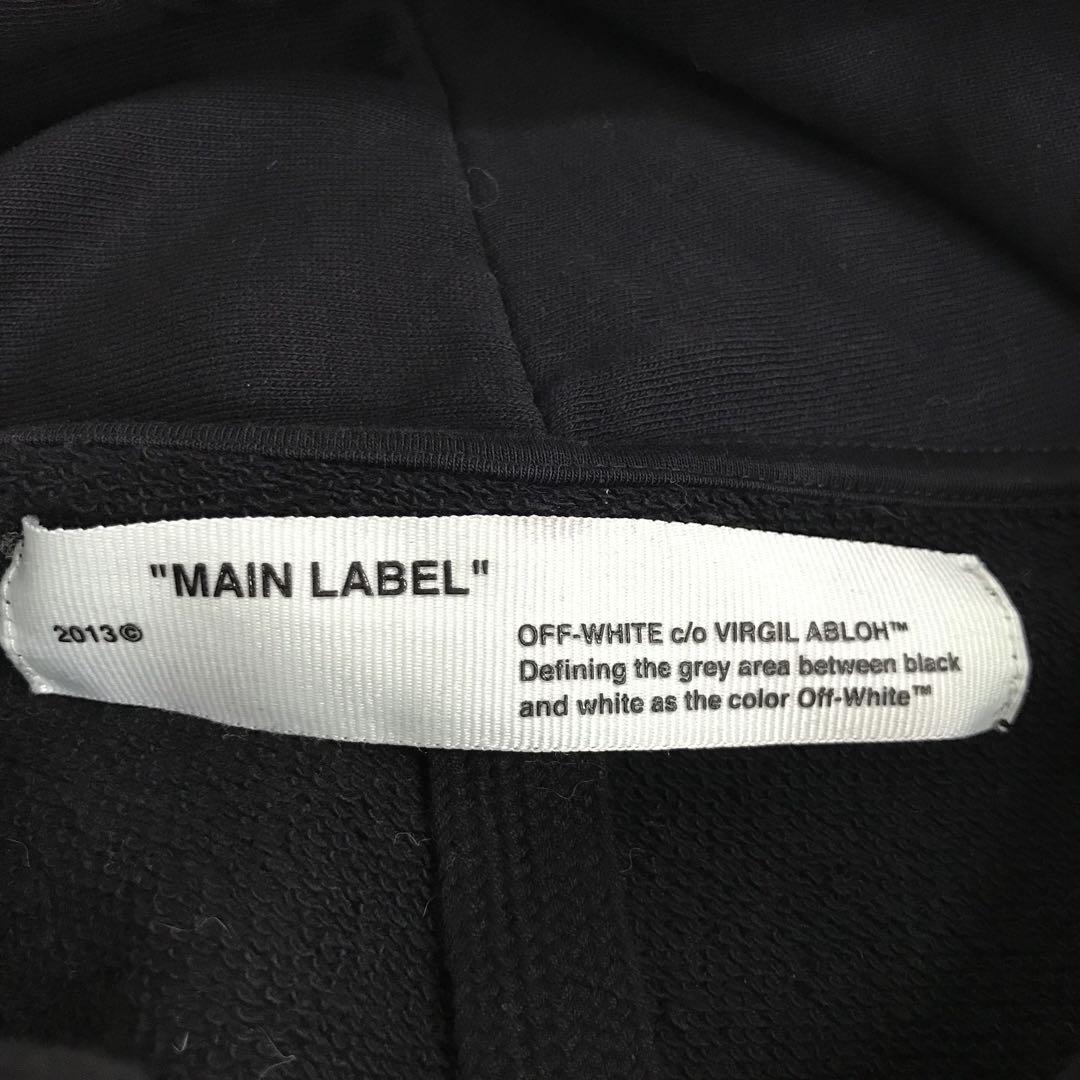 "MAIN LABEL"
2013©
OFF-WHITE c/o VIRGIL ABLOH™
Defining the grey area between black
and white as the color Off-White™